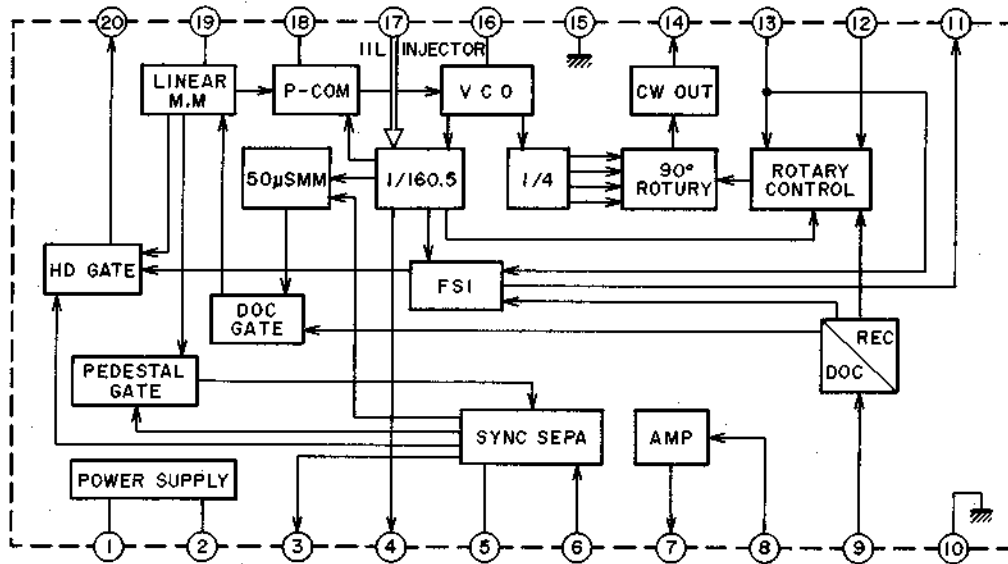 20 19 18 17 16 15 14 13 12 11
IIL INJECTOR
LINEAR
M.M
P-COM
VCO
CW OUT
50μSMM
1/160.5
1/4
90°
ROTURY
ROTARY
CONTROL
HD GATE
FSI
DOC
GATE
REC
DOC
PEDESTAL
GATE
SYNC SEPA
AMP
POWER SUPPLY
1 2 3 4 5 6 7 8 9 10